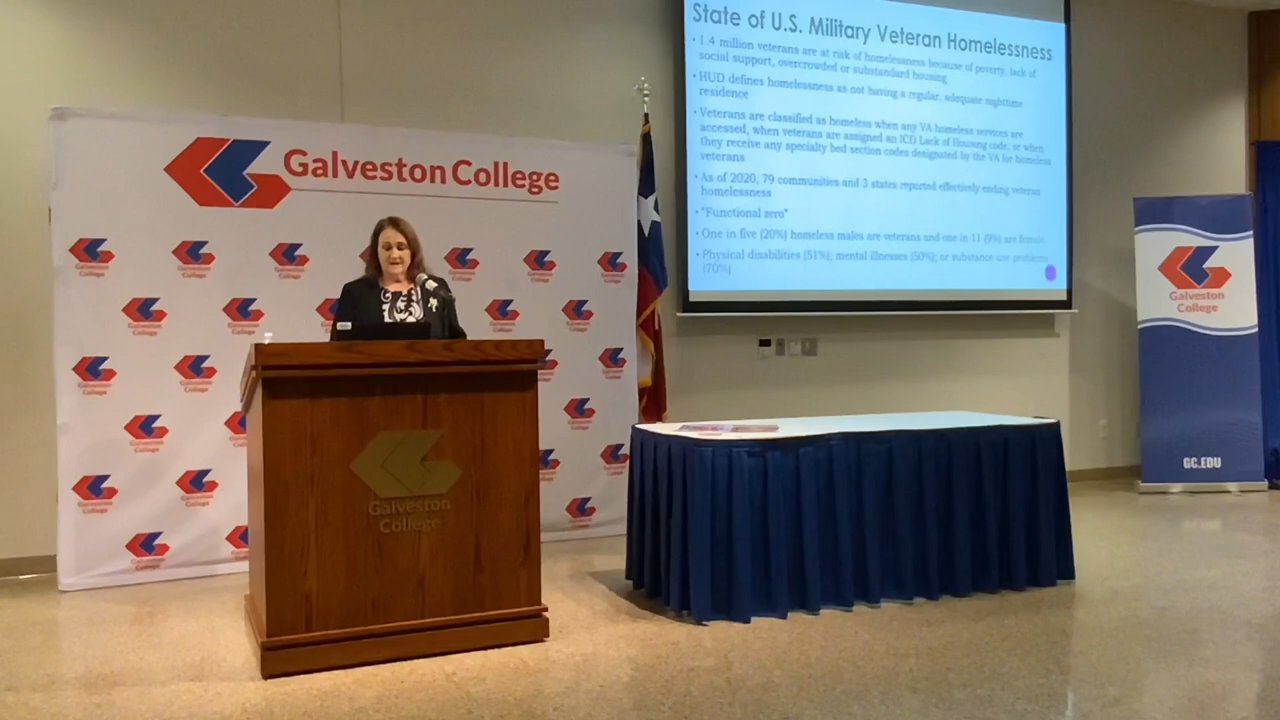 State of U.S. Military Veteran Homelessness
• 1.4 million veterans are at risk of homelessness because of poverty, lack of
social support, overcrowded or substandard housing
• HUD defines homelessness as not having a regular, adequate nighttime
residence
• Veterans are classified as homeless when any VA homeless services are
accessed, when veterans are assigned an ICD Lack of Housing code, or when
they receive any specialty bed section codes designated by the VA for homeless
veterans
• As of 2020, 79 communities and 3 states reported effectively ending veteran
homelessness
• "Functional zero"
• One in five (20%) homeless males are veterans and one in 11 (9%) are female.
• Physical disabilities (51%); mental illnesses (50%); or substance use problems
(70%)
Galveston College
Galveston
College
Galveston
College
GC.EDU